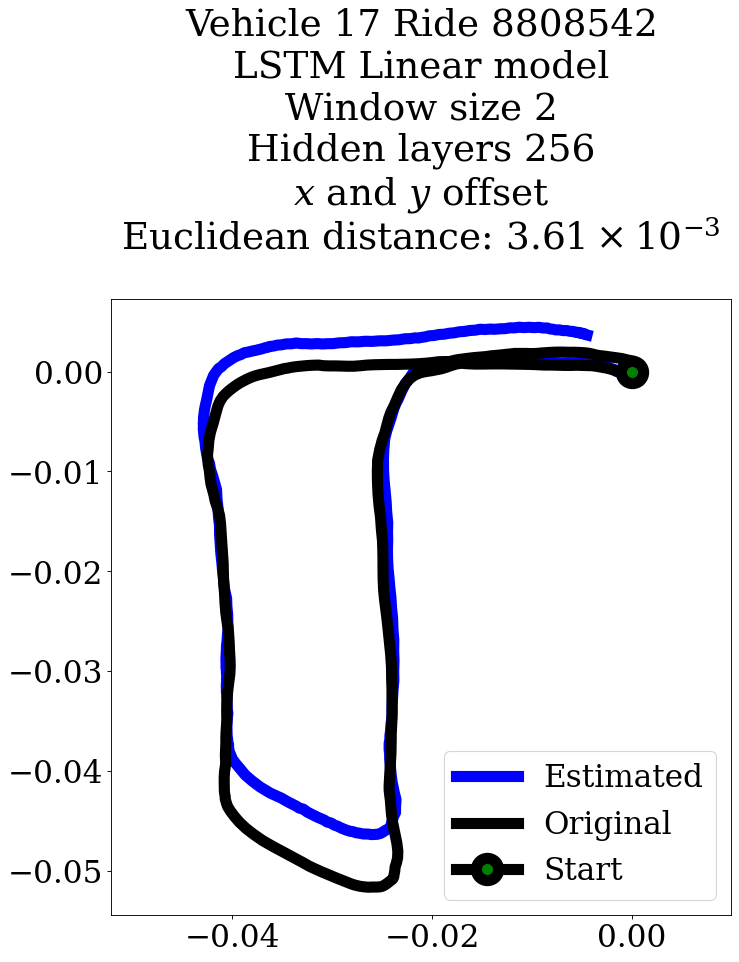 Vehicle 17 Ride 8808542
LSTM Linear model
Window size 2
Hidden layers 256
x and y offset
Euclidean distance: 3.61 × 10⁻³
0.00
−0.01
−0.02
−0.03
−0.04
−0.05
Estimated
Original
Start
−0.04 −0.02 0.00